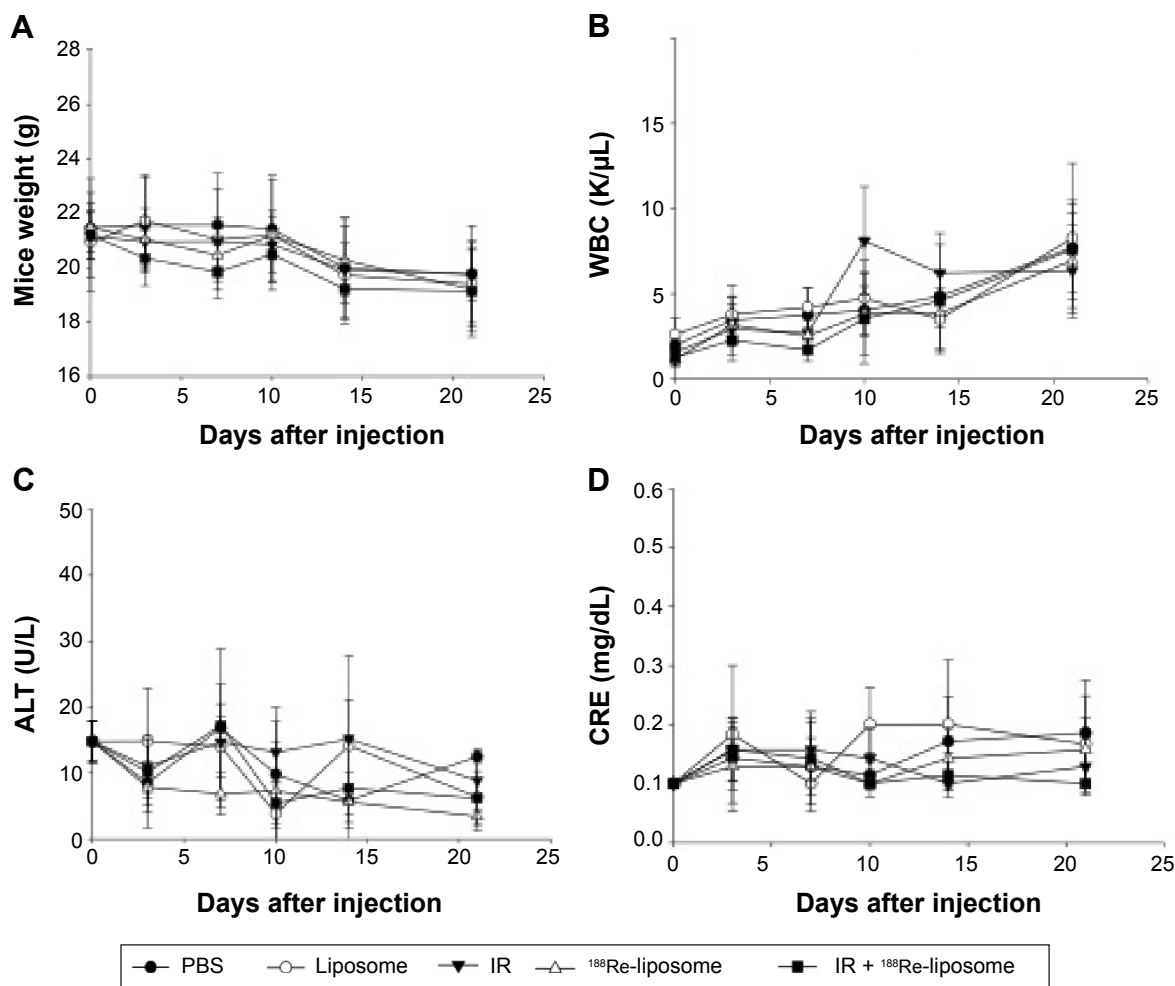 A
28
26
24
22
20
18
16
Mice weight (g)
0 5 10 15 20 25
Days after injection
B
15
10
5
0
WBC (K/µL)
0 5 10 15 20 25
Days after injection
C
50
40
30
20
10
0
ALT (U/L)
0 5 10 15 20 25
Days after injection
D
0.6
0.5
0.4
0.3
0.2
0.1
0.0
CRE (mg/dL)
0 5 10 15 20 25
Days after injection
PBS Liposome IR ¹⁸⁸Re-liposome IR + ¹⁸⁸Re-liposome